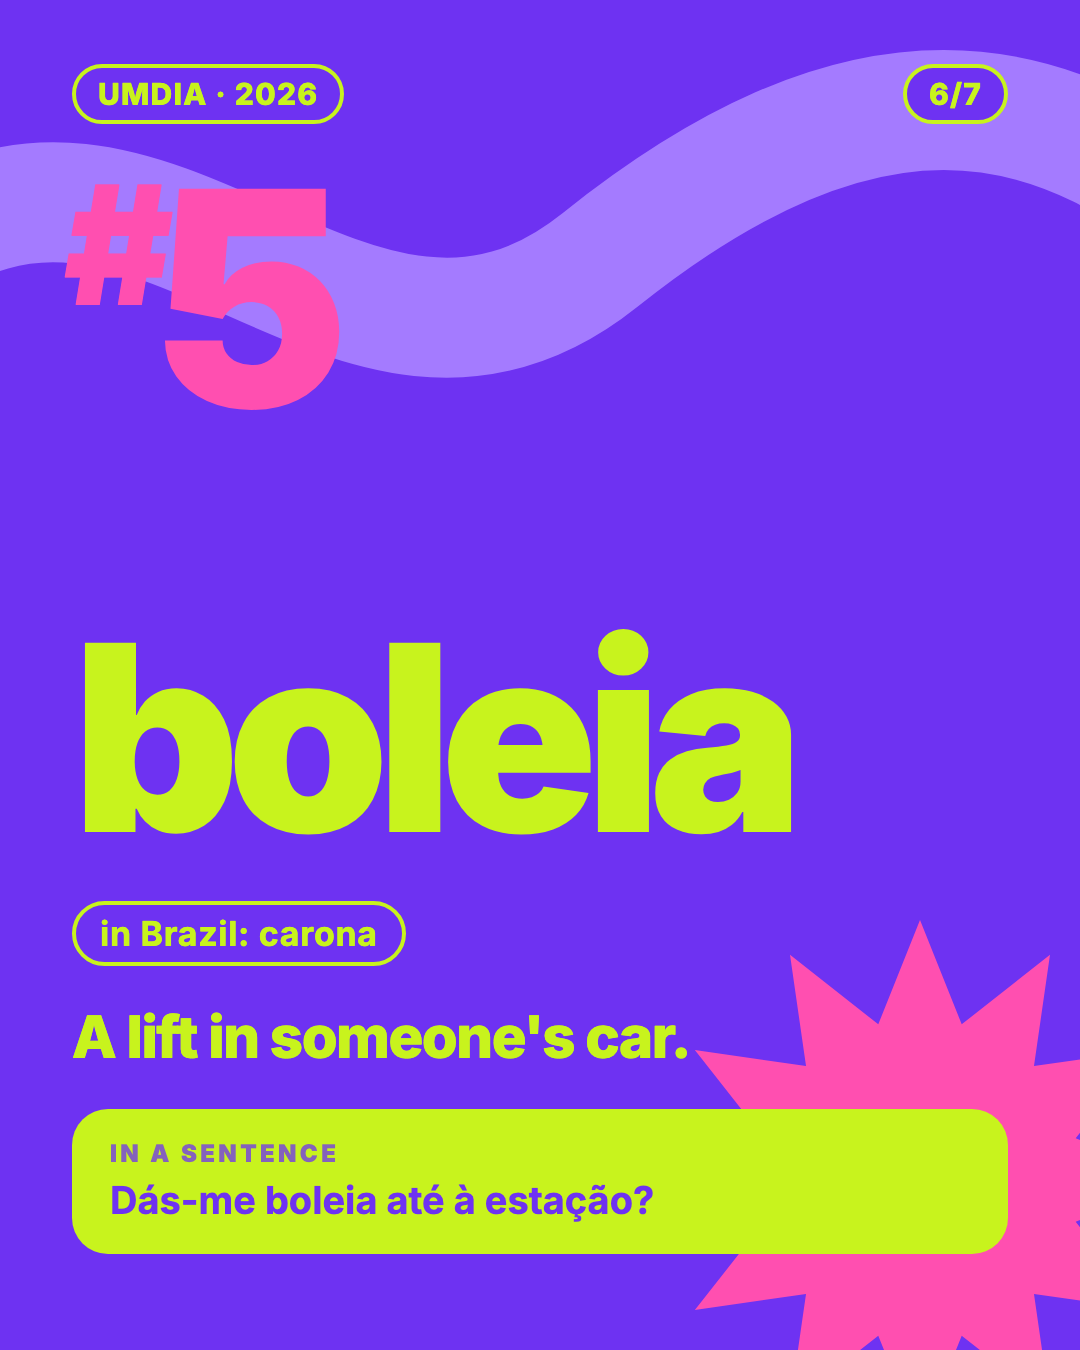 UMDIA · 2026
6/7
#5
boleia
in Brazil: carona
A lift in someone's car.
IN A SENTENCE
Dás-me boleia até à estação?